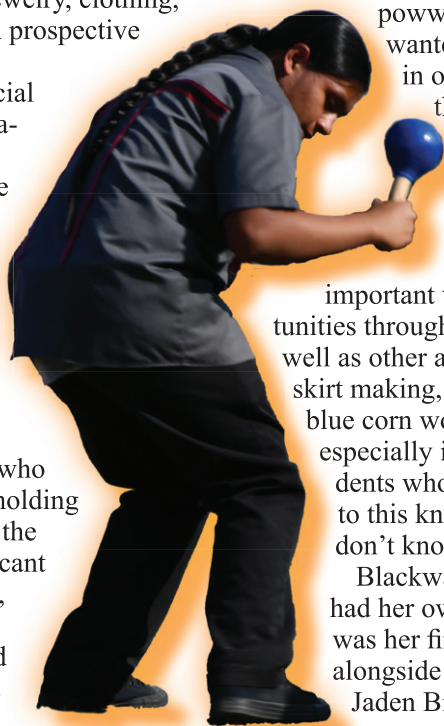 ewelry, clothing,
prospective
cial
a-
e
who
holding
the
cant
,
d
poww
wante
in o
th
important t
tunities through
well as other a
skirt making,
blue corn wo
especially i
dents who
to this kn
don’t kno
Blackwa
had her ow
was her fi
alongside
Jaden B